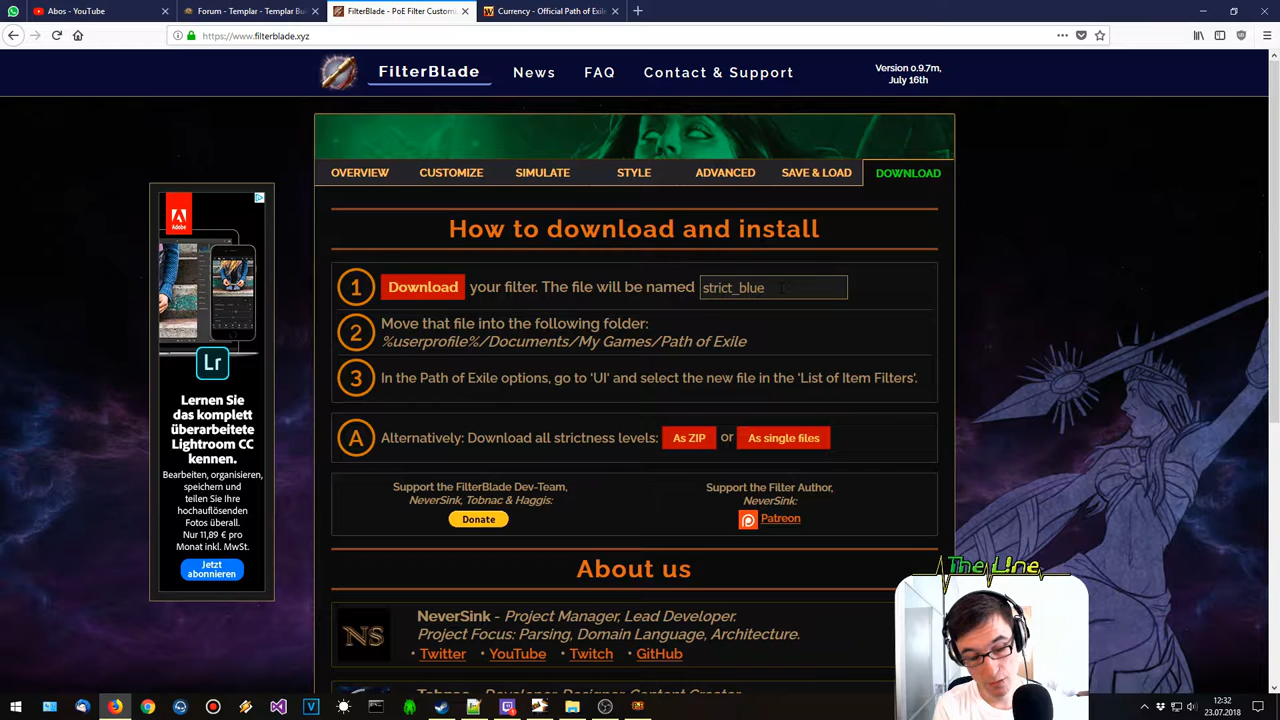 Abos - YouTube
Forum - Templar - Templar Bui
FilterBlade - PoE Filter Customiz
Currency - Official Path of Exile
https://www.filterblade.xyz
FilterBlade
News
FAQ
Contact & Support
Version 0.9.7m,
July 16th
OVERVIEW
CUSTOMIZE
SIMULATE
STYLE
ADVANCED
SAVE & LOAD
DOWNLOAD
How to download and install
1 Download your filter. The file will be named strict_blue
2 Move that file into the following folder:
%userprofile%/Documents/My Games/Path of Exile
3 In the Path of Exile options, go to 'UI' and select the new file in the 'List of Item Filters'.
A Alternatively: Download all strictness levels: As ZIP or As single files
Support the FilterBlade Dev-Team,
NeverSink, Tobnac & Haggis:
Donate
Support the Filter Author,
NeverSink:
Patreon
About us
NS
NeverSink - Project Manager, Lead Developer.
Project Focus: Parsing, Domain Language, Architecture.
• Twitter • YouTube • Twitch • GitHub
Tobnac - Developer, Designer, Content Creator.
Adobe
Lr
Lernen Sie
das komplett
überarbeitete
Lightroom CC
kennen.
Bearbeiten, organisieren,
speichern und
teilen Sie Ihre
hochauflösenden
Fotos überall.
Nur 11,89 € pro
Monat inkl. MwSt.
Jetzt
abonnieren
The Line
12:32
23.07.2018